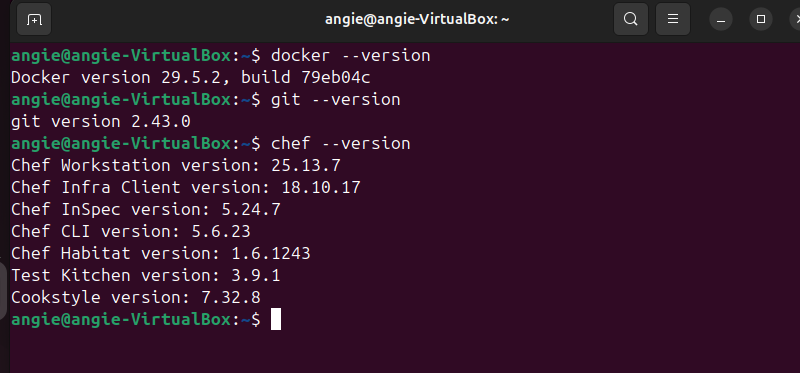 angie@angie-VirtualBox: ~
angie@angie-VirtualBox:~$ docker --version
Docker version 29.5.2, build 79eb04c
angie@angie-VirtualBox:~$ git --version
git version 2.43.0
angie@angie-VirtualBox:~$ chef --version
Chef Workstation version: 25.13.7
Chef Infra Client version: 18.10.17
Chef InSpec version: 5.24.7
Chef CLI version: 5.6.23
Chef Habitat version: 1.6.1243
Test Kitchen version: 3.9.1
Cookstyle version: 7.32.8
angie@angie-VirtualBox:~$